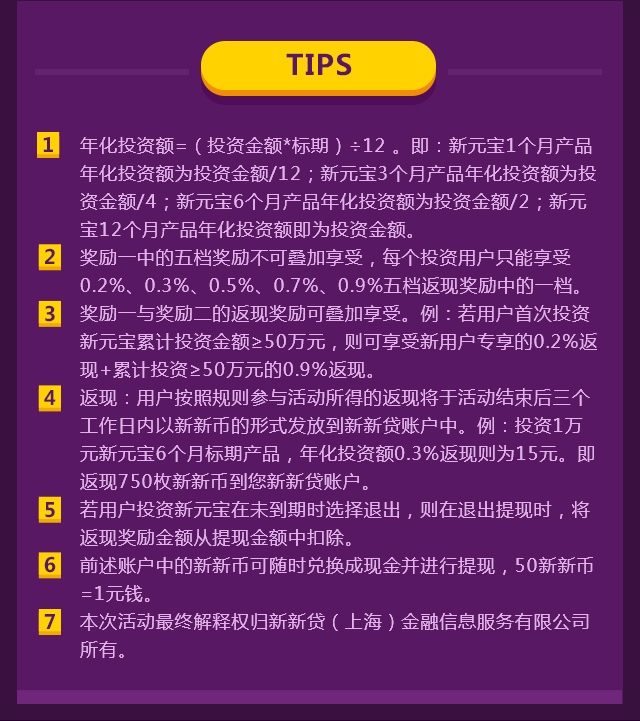 TIPS
1 年化投资额=（投资金额*标期）÷12 。即：新元宝1个月产品
年化投资额为投资金额/12；新元宝3个月产品年化投资额为投
资金额/4；新元宝6个月产品年化投资额为投资金额/2；新元
宝12个月产品年化投资额即为投资金额。
2 奖励一中的五档奖励不可叠加享受，每个投资用户只能享受
0.2%、0.3%、0.5%、0.7%、0.9%五档返现奖励中的一档。
3 奖励一与奖励二的返现奖励可叠加享受。例：若用户首次投资
新元宝累计投资金额≥50万元，则可享受新用户专享的0.2%返
现+累计投资≥50万元的0.9%返现。
4 返现：用户按照规则参与活动所得的返现将于活动结束后三个
工作日内以新新币的形式发放到新新贷账户中。例：投资1万
元新元宝6个月标期产品，年化投资额0.3%返现则为15元。即
返现750枚新新币到您新新贷账户。
5 若用户投资新元宝在未到期时选择退出，则在退出提现时，将
返现奖励金额从提现金额中扣除。
6 前述账户中的新新币可随时兑换成现金并进行提现，50新新币
=1元钱。
7 本次活动最终解释权归新新贷（上海）金融信息服务有限公司
所有。